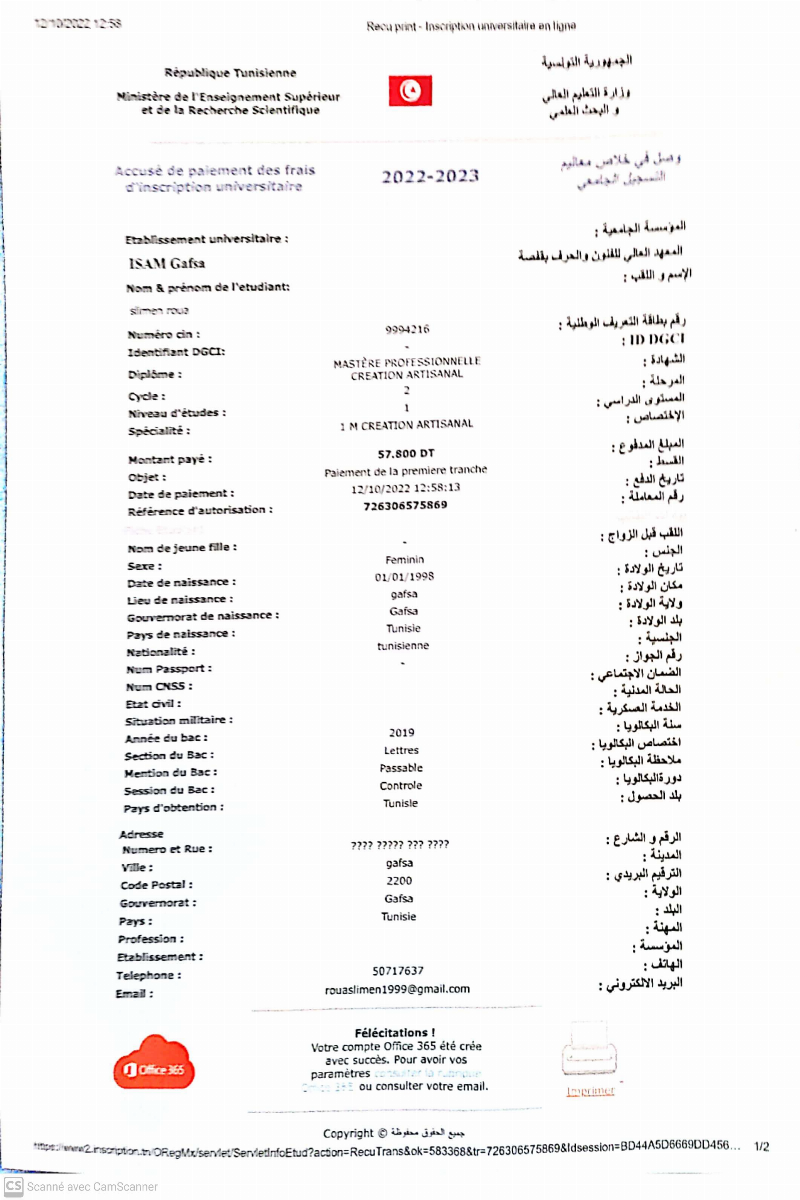 12/10/2022 12:58
Recu print - Inscription universitaire en ligne
République Tunisienne
Ministère de l'Enseignement Supérieur
et de la Recherche Scientifique
الجمهورية التونسية
وزارة التعليم العالي
و البحث العلمي
Accusé de paiement des frais
d'inscription universitaire
2022-2023
وصل في خلاص معاليم
التسجيل الجامعي
Etablissement universitaire :
المؤسسة الجامعية :
ISAM Gafsa
المعهد العالي للفنون والحرف بقفصة
Nom & prénom de l'etudiant:
الإسم و اللقب :
slimen roua
Numéro cin : 9994216 رقم بطاقة التعريف الوطنية :
Identifiant DGCI: - ID DGCI :
Diplôme : MASTÈRE PROFESSIONNELLE الشهادة :
CREATION ARTISANAL
Cycle : 2 المرحلة :
Niveau d'études : 1 المستوى الدراسي :
Spécialité : 1 M CREATION ARTISANAL الإختصاص :
Montant payé : 57.800 DT المبلغ المدفوع :
Objet : Paiement de la premiere tranche القسط :
Date de paiement : 12/10/2022 12:58:13 تاريخ الدفع :
Référence d'autorisation : 726306575869 رقم المعاملة :
Nom de jeune fille : - اللقب قبل الزواج :
Sexe : Feminin الجنس :
Date de naissance : 01/01/1998 تاريخ الولادة :
Lieu de naissance : gafsa مكان الولادة :
Gouvernorat de naissance : Gafsa ولاية الولادة :
Pays de naissance : Tunisie بلد الولادة :
Nationalité : tunisienne الجنسية :
Num Passport : - رقم الجواز :
Num CNSS : الضمان الاجتماعي :
Etat civil : الحالة المدنية :
Situation militaire : الخدمة العسكرية :
Année du bac : 2019 سنة البكالويا :
Section du Bac : Lettres اختصاص البكالويا :
Mention du Bac : Passable ملاحظة البكالويا :
Session du Bac : Controle دورةالبكالويا :
Pays d'obtention : Tunisie بلد الحصول :
Adresse
Numero et Rue : ???? ????? ??? ???? الرقم و الشارع :
Ville : gafsa المدينة :
Code Postal : 2200 الترقيم البريدي :
Gouvernorat : Gafsa الولاية :
Pays : Tunisie البلد :
Profession : المهنة :
Etablissement : المؤسسة :
Telephone : 50717637 الهاتف :
Email : rouaslimen1999@gmail.com البريد الالكتروني :
Office 365
Félécitations !
Votre compte Office 365 été crée
avec succès. Pour avoir vos
paramètres consulter la rubrique
Office 365 ou consulter votre email.
Imprimer
Copyright © جميع الحقوق محفوظة
https://www2.inscription.tn/ORegMx/servlet/ServletInfoEtud?action=RecuTrans&ok=583368&tr=726306575869&Idsession=BD44A5D6669DD456... 1/2
CS Scanné avec CamScanner